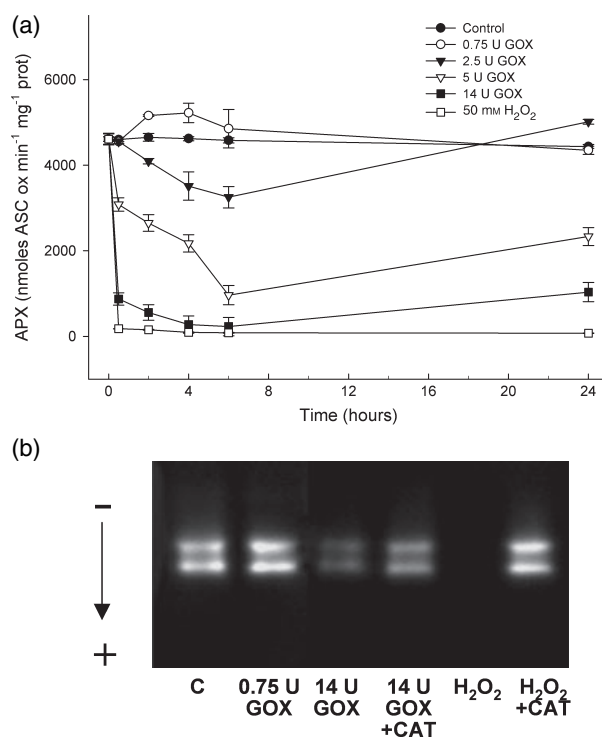 (a)
Control
0.75 U GOX
2.5 U GOX
5 U GOX
14 U GOX
50 mM H₂O₂
6000
4000
2000
0
APX (nmoles ASC ox min⁻¹ mg⁻¹ prot)
0 4 8 12 16 20 24
Time (hours)
(b)
−
+
C 0.75 U GOX 14 U GOX 14 U GOX +CAT H₂O₂ H₂O₂ +CAT